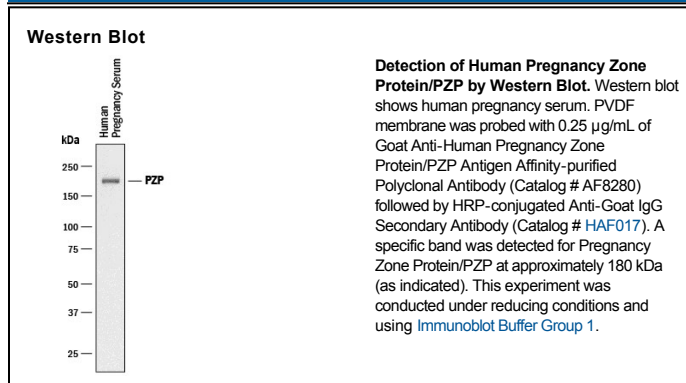 Western Blot
Human
Pregnancy Serum
kDa
250
150
100
75
50
37
25
PZP
Detection of Human Pregnancy Zone
Protein/PZP by Western Blot. Western blot
shows human pregnancy serum. PVDF
membrane was probed with 0.25 µg/mL of
Goat Anti-Human Pregnancy Zone
Protein/PZP Antigen Affinity-purified
Polyclonal Antibody (Catalog # AF8280)
followed by HRP-conjugated Anti-Goat IgG
Secondary Antibody (Catalog # HAF017). A
specific band was detected for Pregnancy
Zone Protein/PZP at approximately 180 kDa
(as indicated). This experiment was
conducted under reducing conditions and
using Immunoblot Buffer Group 1.